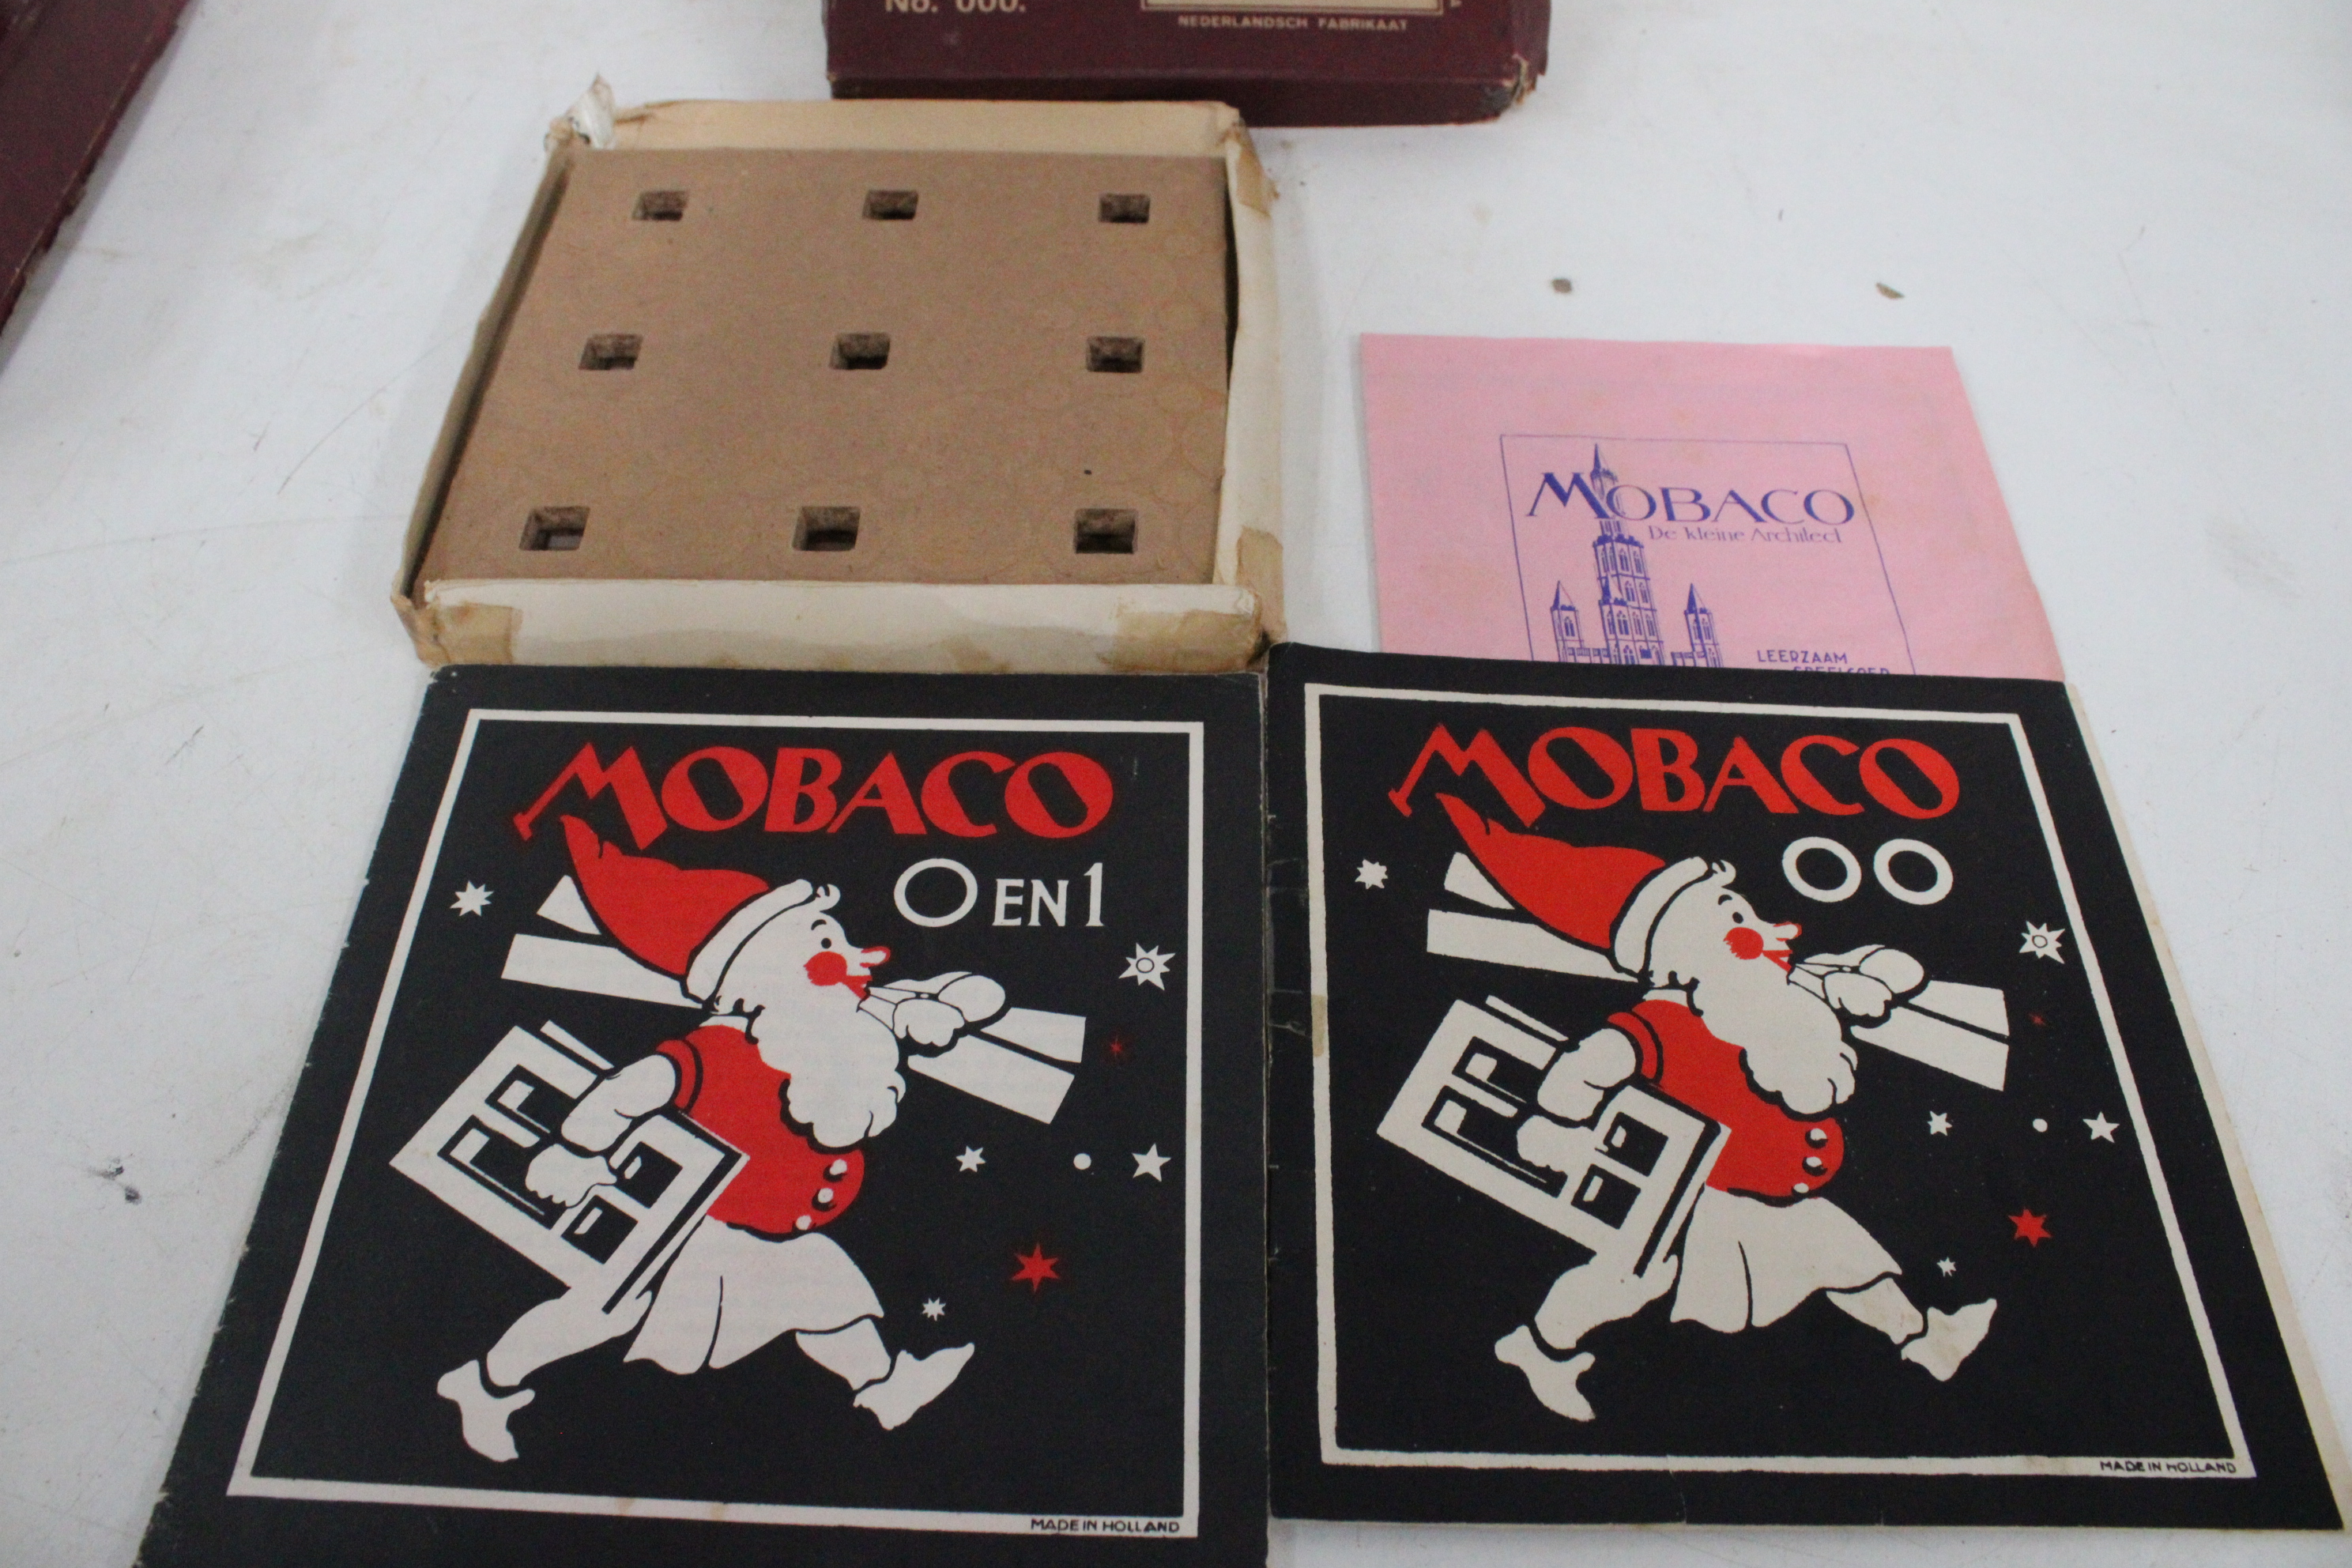 No. 000.
NEDERLANDSCH FABRIKAAT
MOBACO
De kleine Architect
LEERZAAM
SPEELGOED
MOBACO
0 EN 1
MADE IN HOLLAND
MOBACO
00
MADE IN HOLLAND